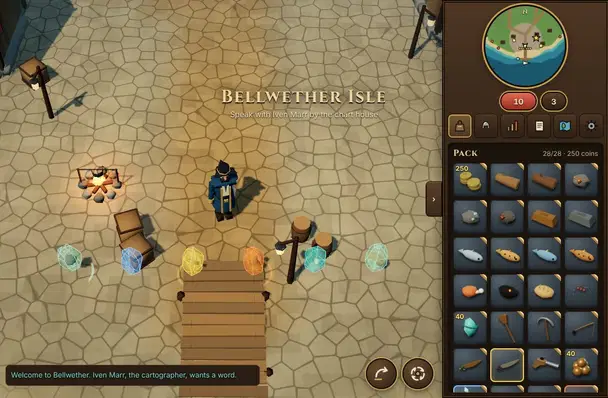 Bellwether Isle
Speak with Iven Marr by the chart house
Welcome to Bellwether. Iven Marr, the cartographer, wants a word.
10
3
Pack
28/28 · 250 coins
250
40
40